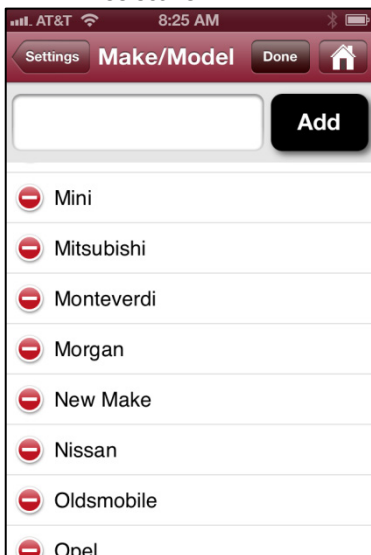 AT&T 8:25 AM
Settings Make/Model Done
Add
Mini
Mitsubishi
Monteverdi
Morgan
New Make
Nissan
Oldsmobile
Opel